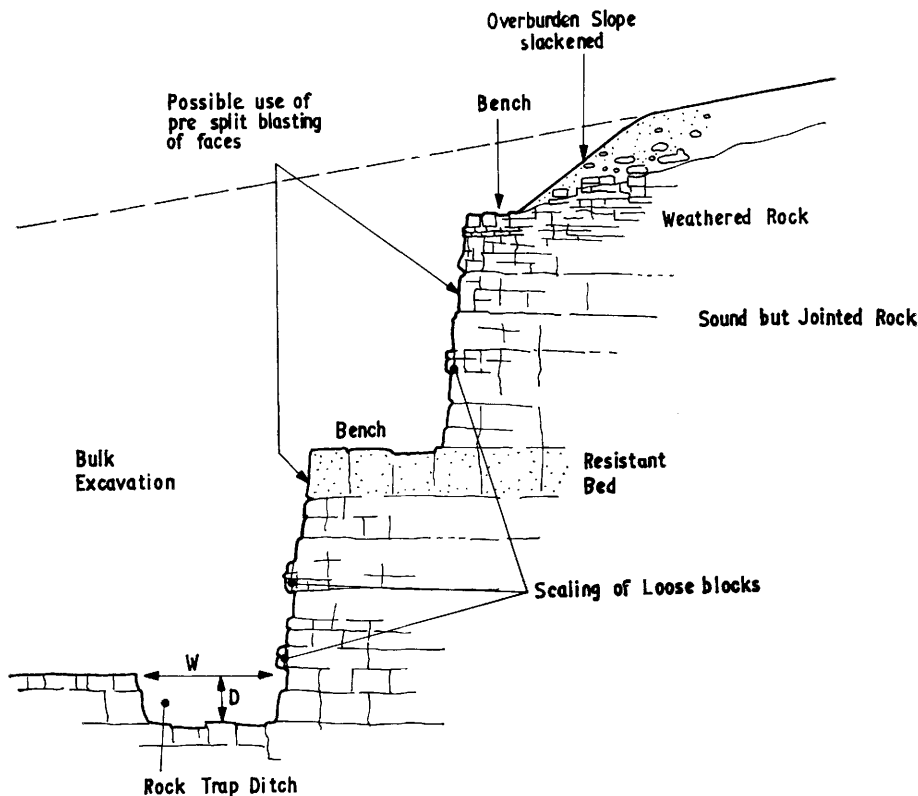 Overburden Slope
slackened
Possible use of
pre split blasting
of faces
Bench
Weathered Rock
Sound but Jointed Rock
Bench
Bulk
Excavation
Resistant
Bed
Scaling of Loose blocks
W
D
Rock Trap Ditch